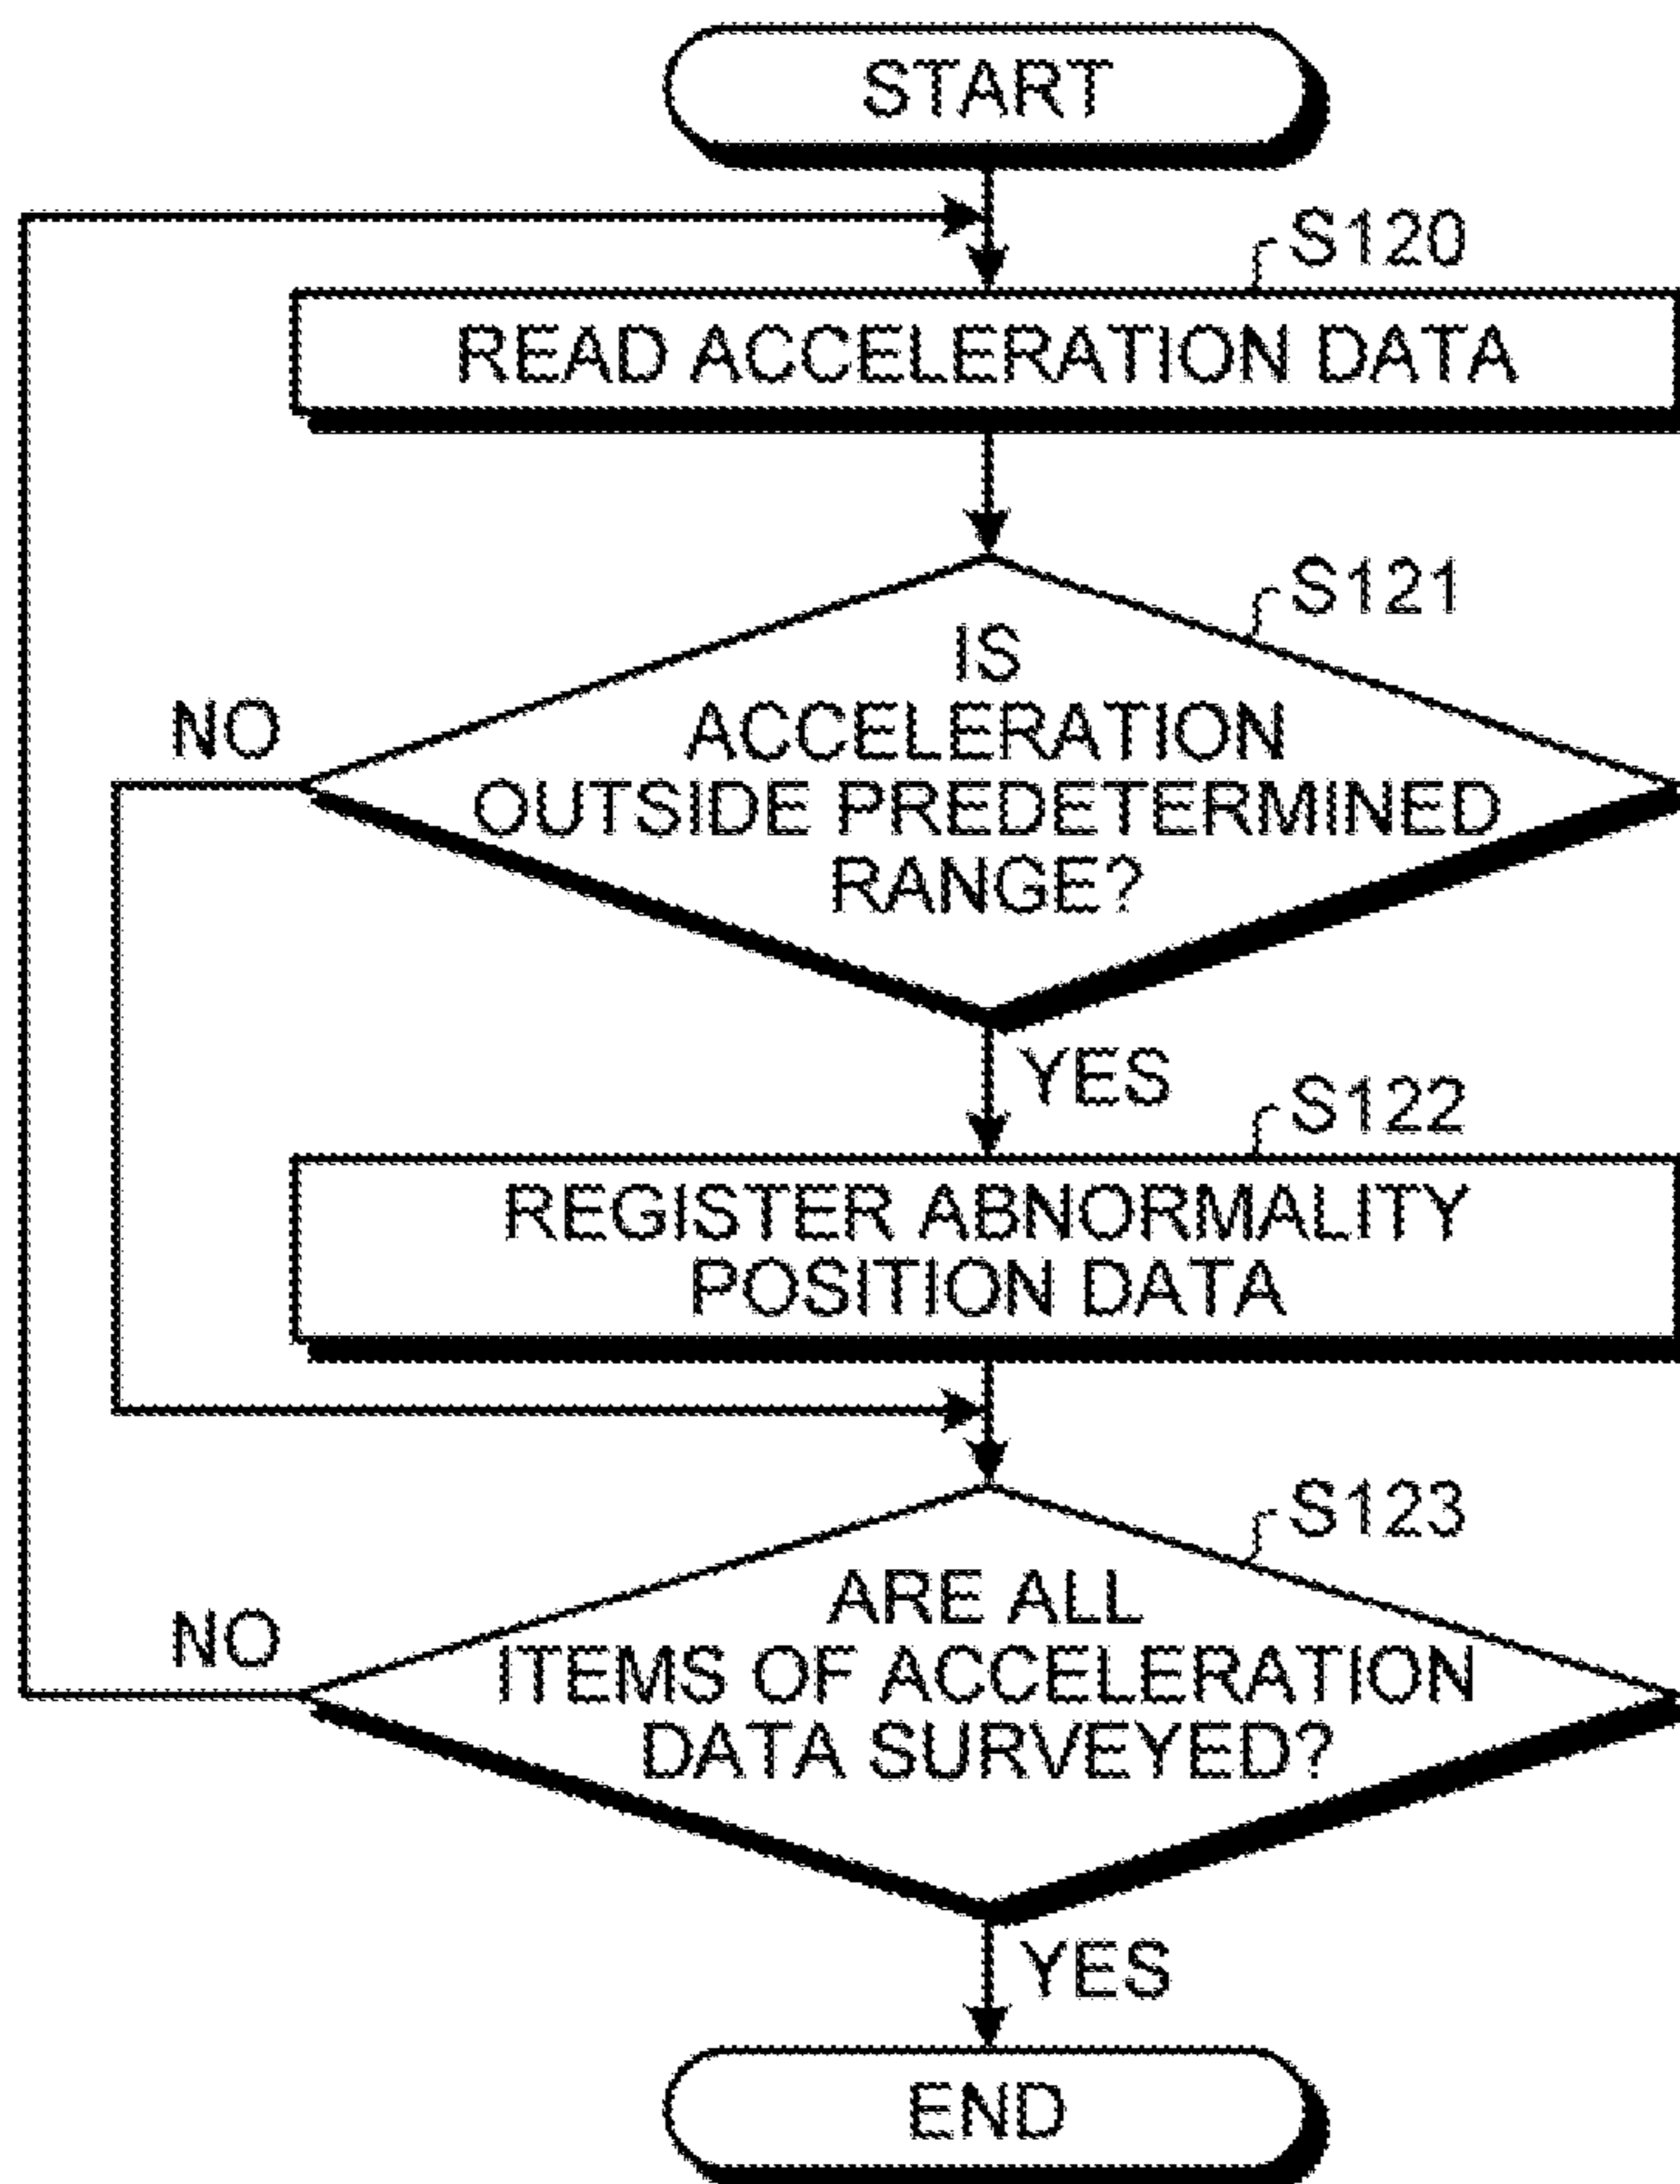 START
S120
READ ACCELERATION DATA
S121
IS
ACCELERATION
OUTSIDE PREDETERMINED
RANGE?
NO
YES
S122
REGISTER ABNORMALITY
POSITION DATA
S123
ARE ALL
ITEMS OF ACCELERATION
DATA SURVEYED?
NO
YES
END